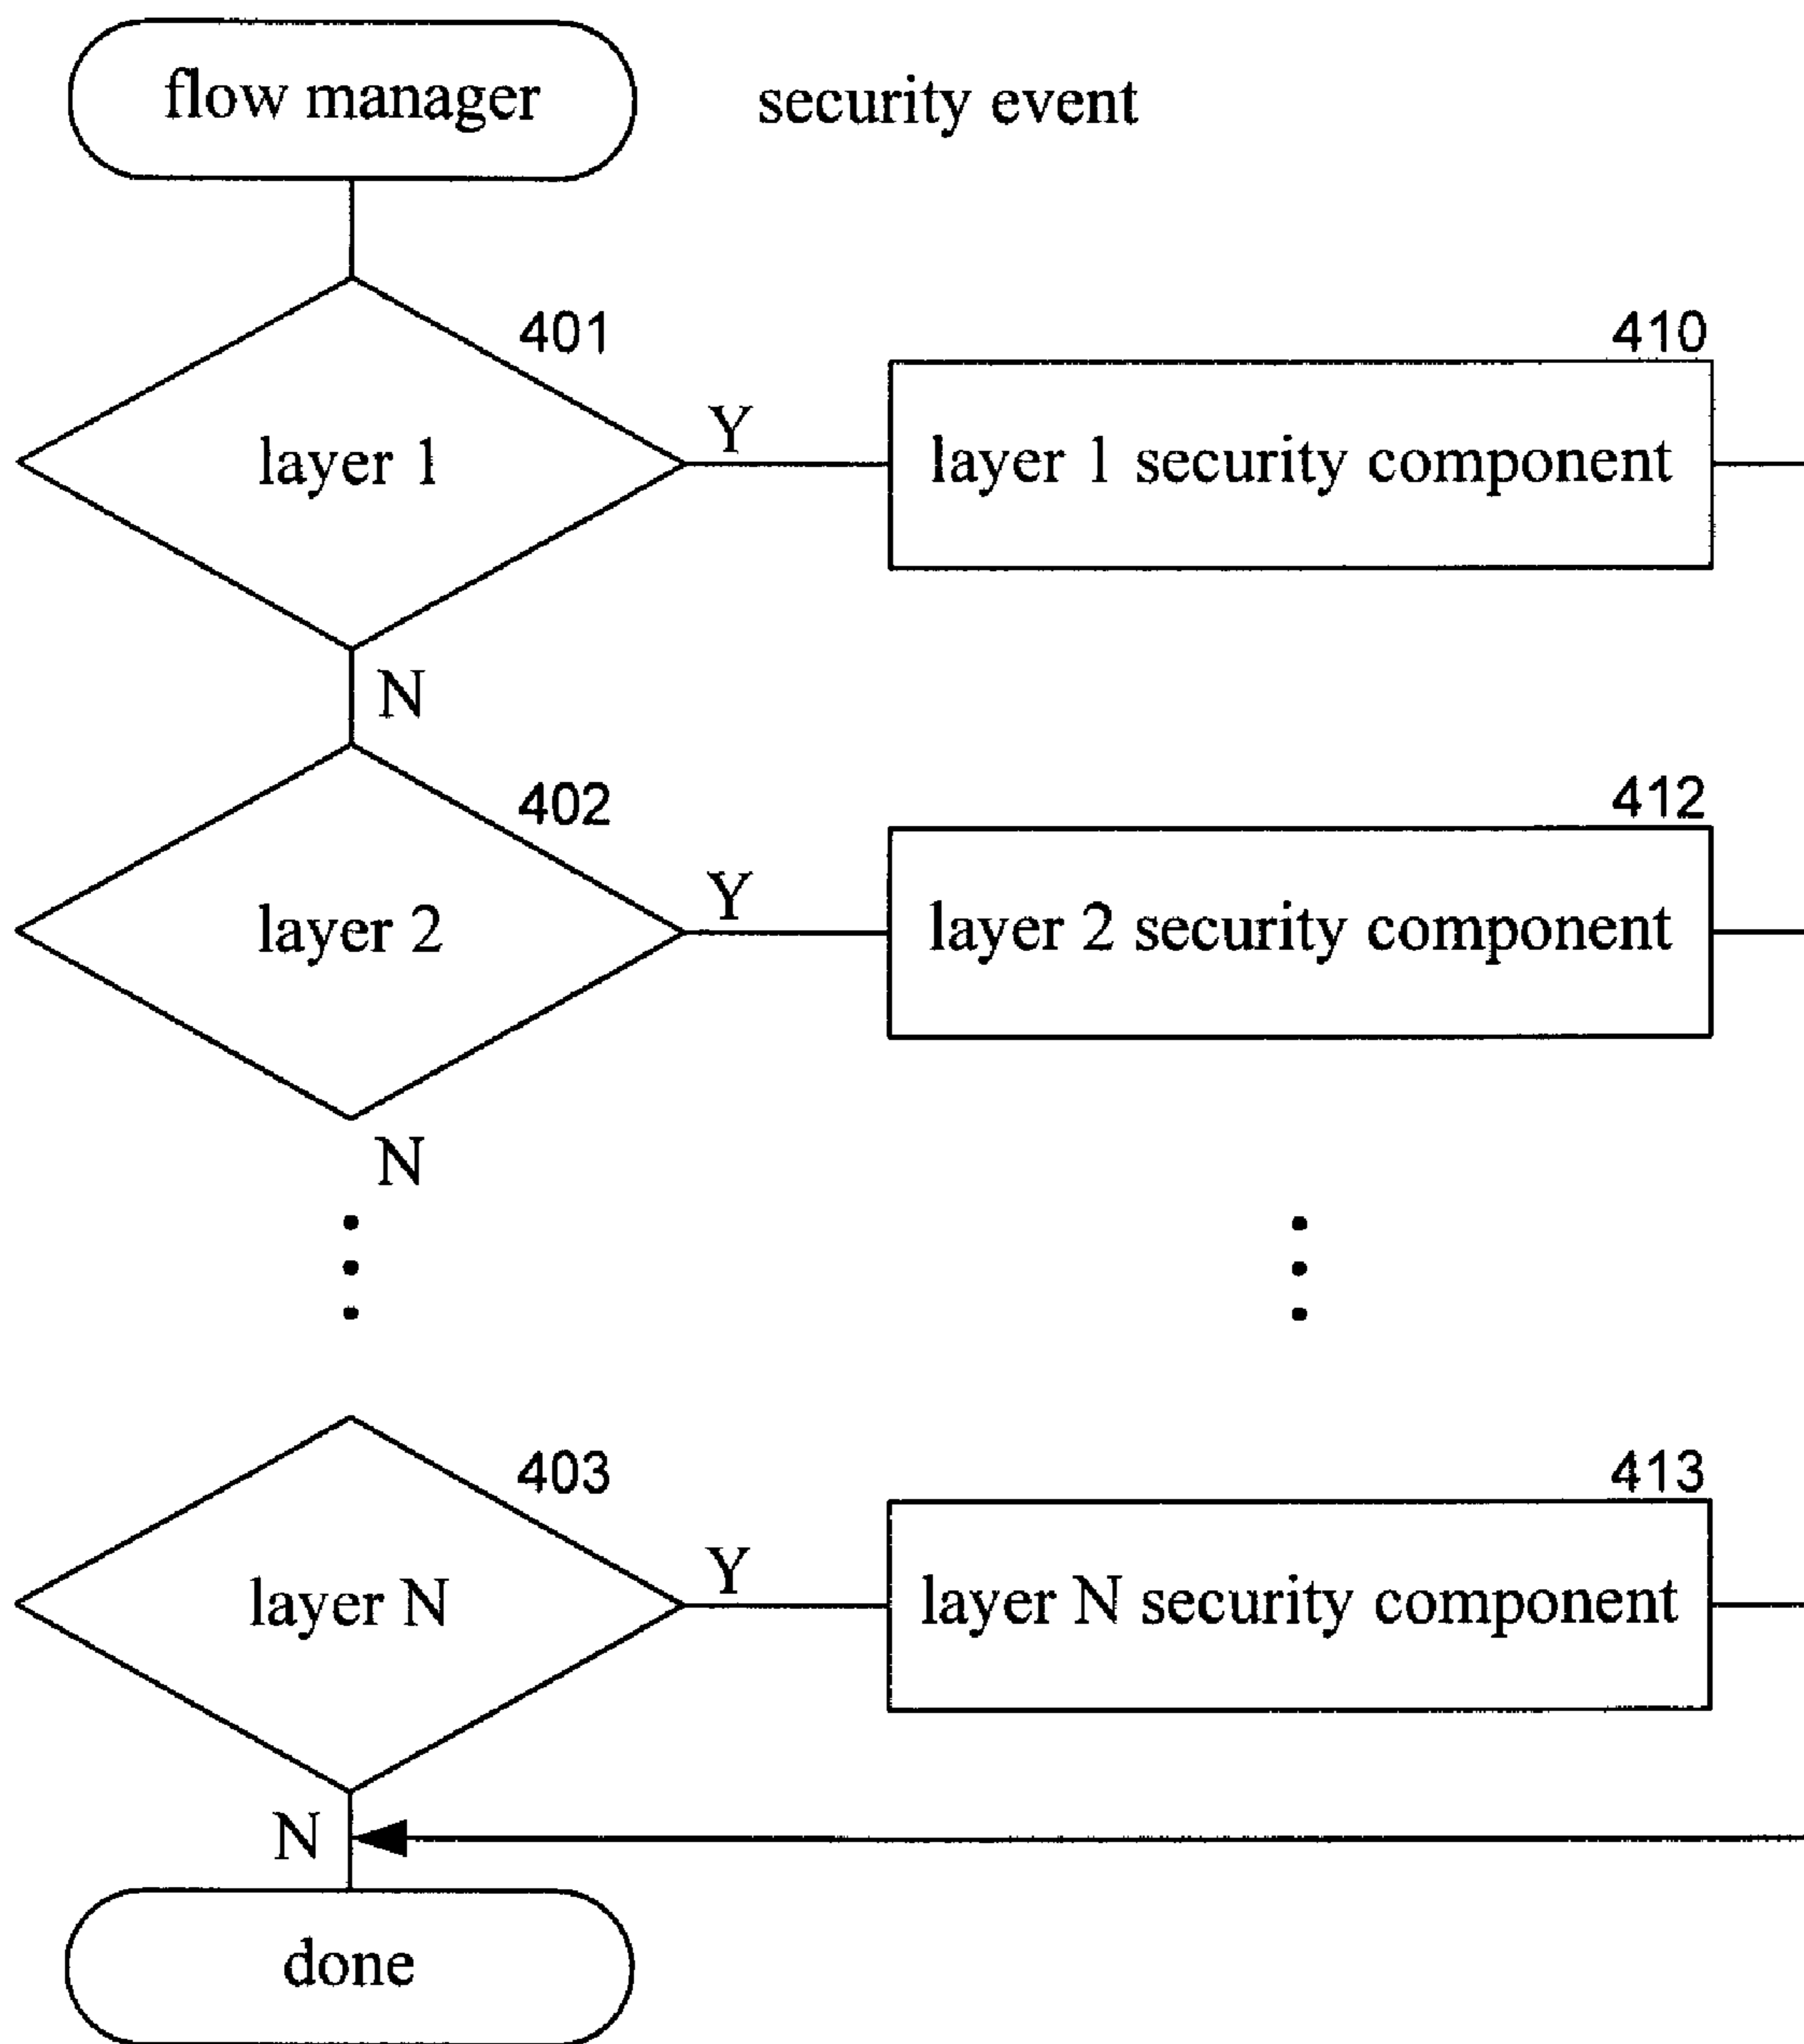 flow manager
security event
401
410
layer 1
Y
layer 1 security component
N
402
412
layer 2
Y
layer 2 security component
N
403
413
layer N
Y
layer N security component
N
done